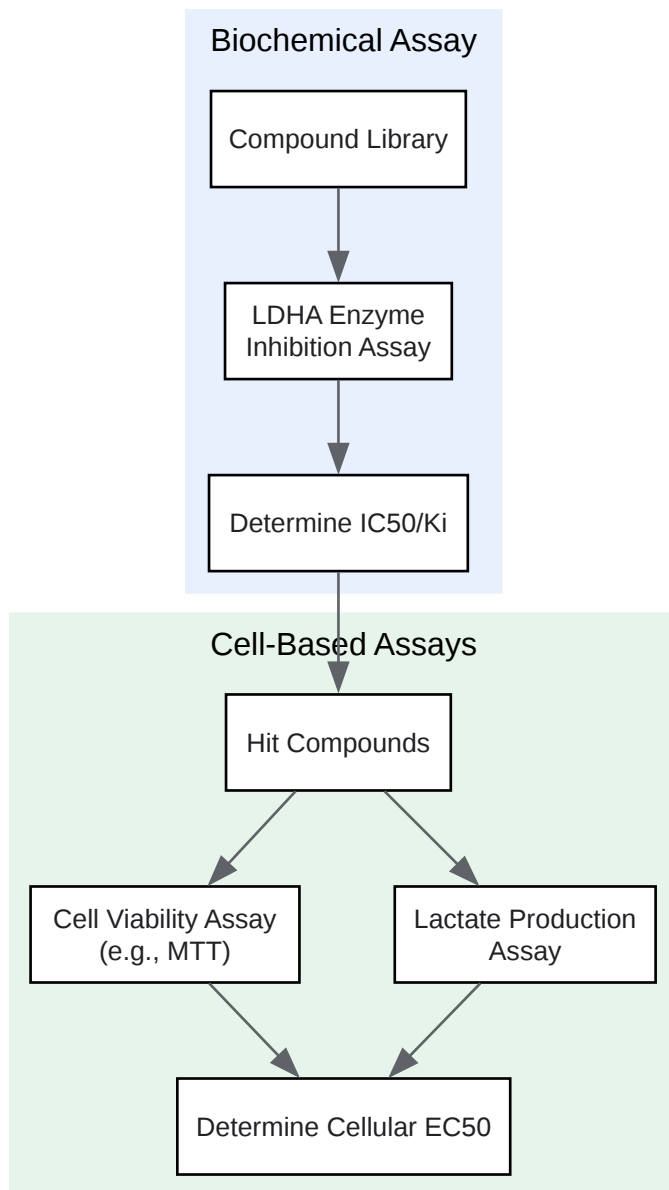 Biochemical Assay
Compound Library
LDHA Enzyme
Inhibition Assay
Determine IC50/Ki
Cell-Based Assays
Hit Compounds
Cell Viability Assay
(e.g., MTT)
Lactate Production
Assay
Determine Cellular EC50